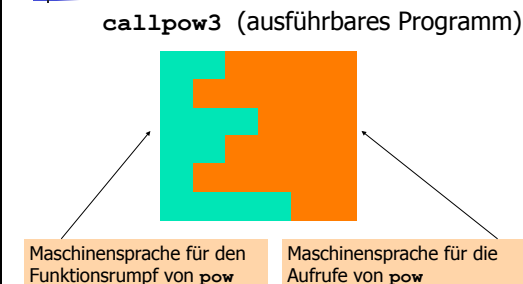 callpow3 (ausführbares Programm)
Maschinensprache für den
Funktionsrumpf von pow
Maschinensprache für die
Aufrufe von pow